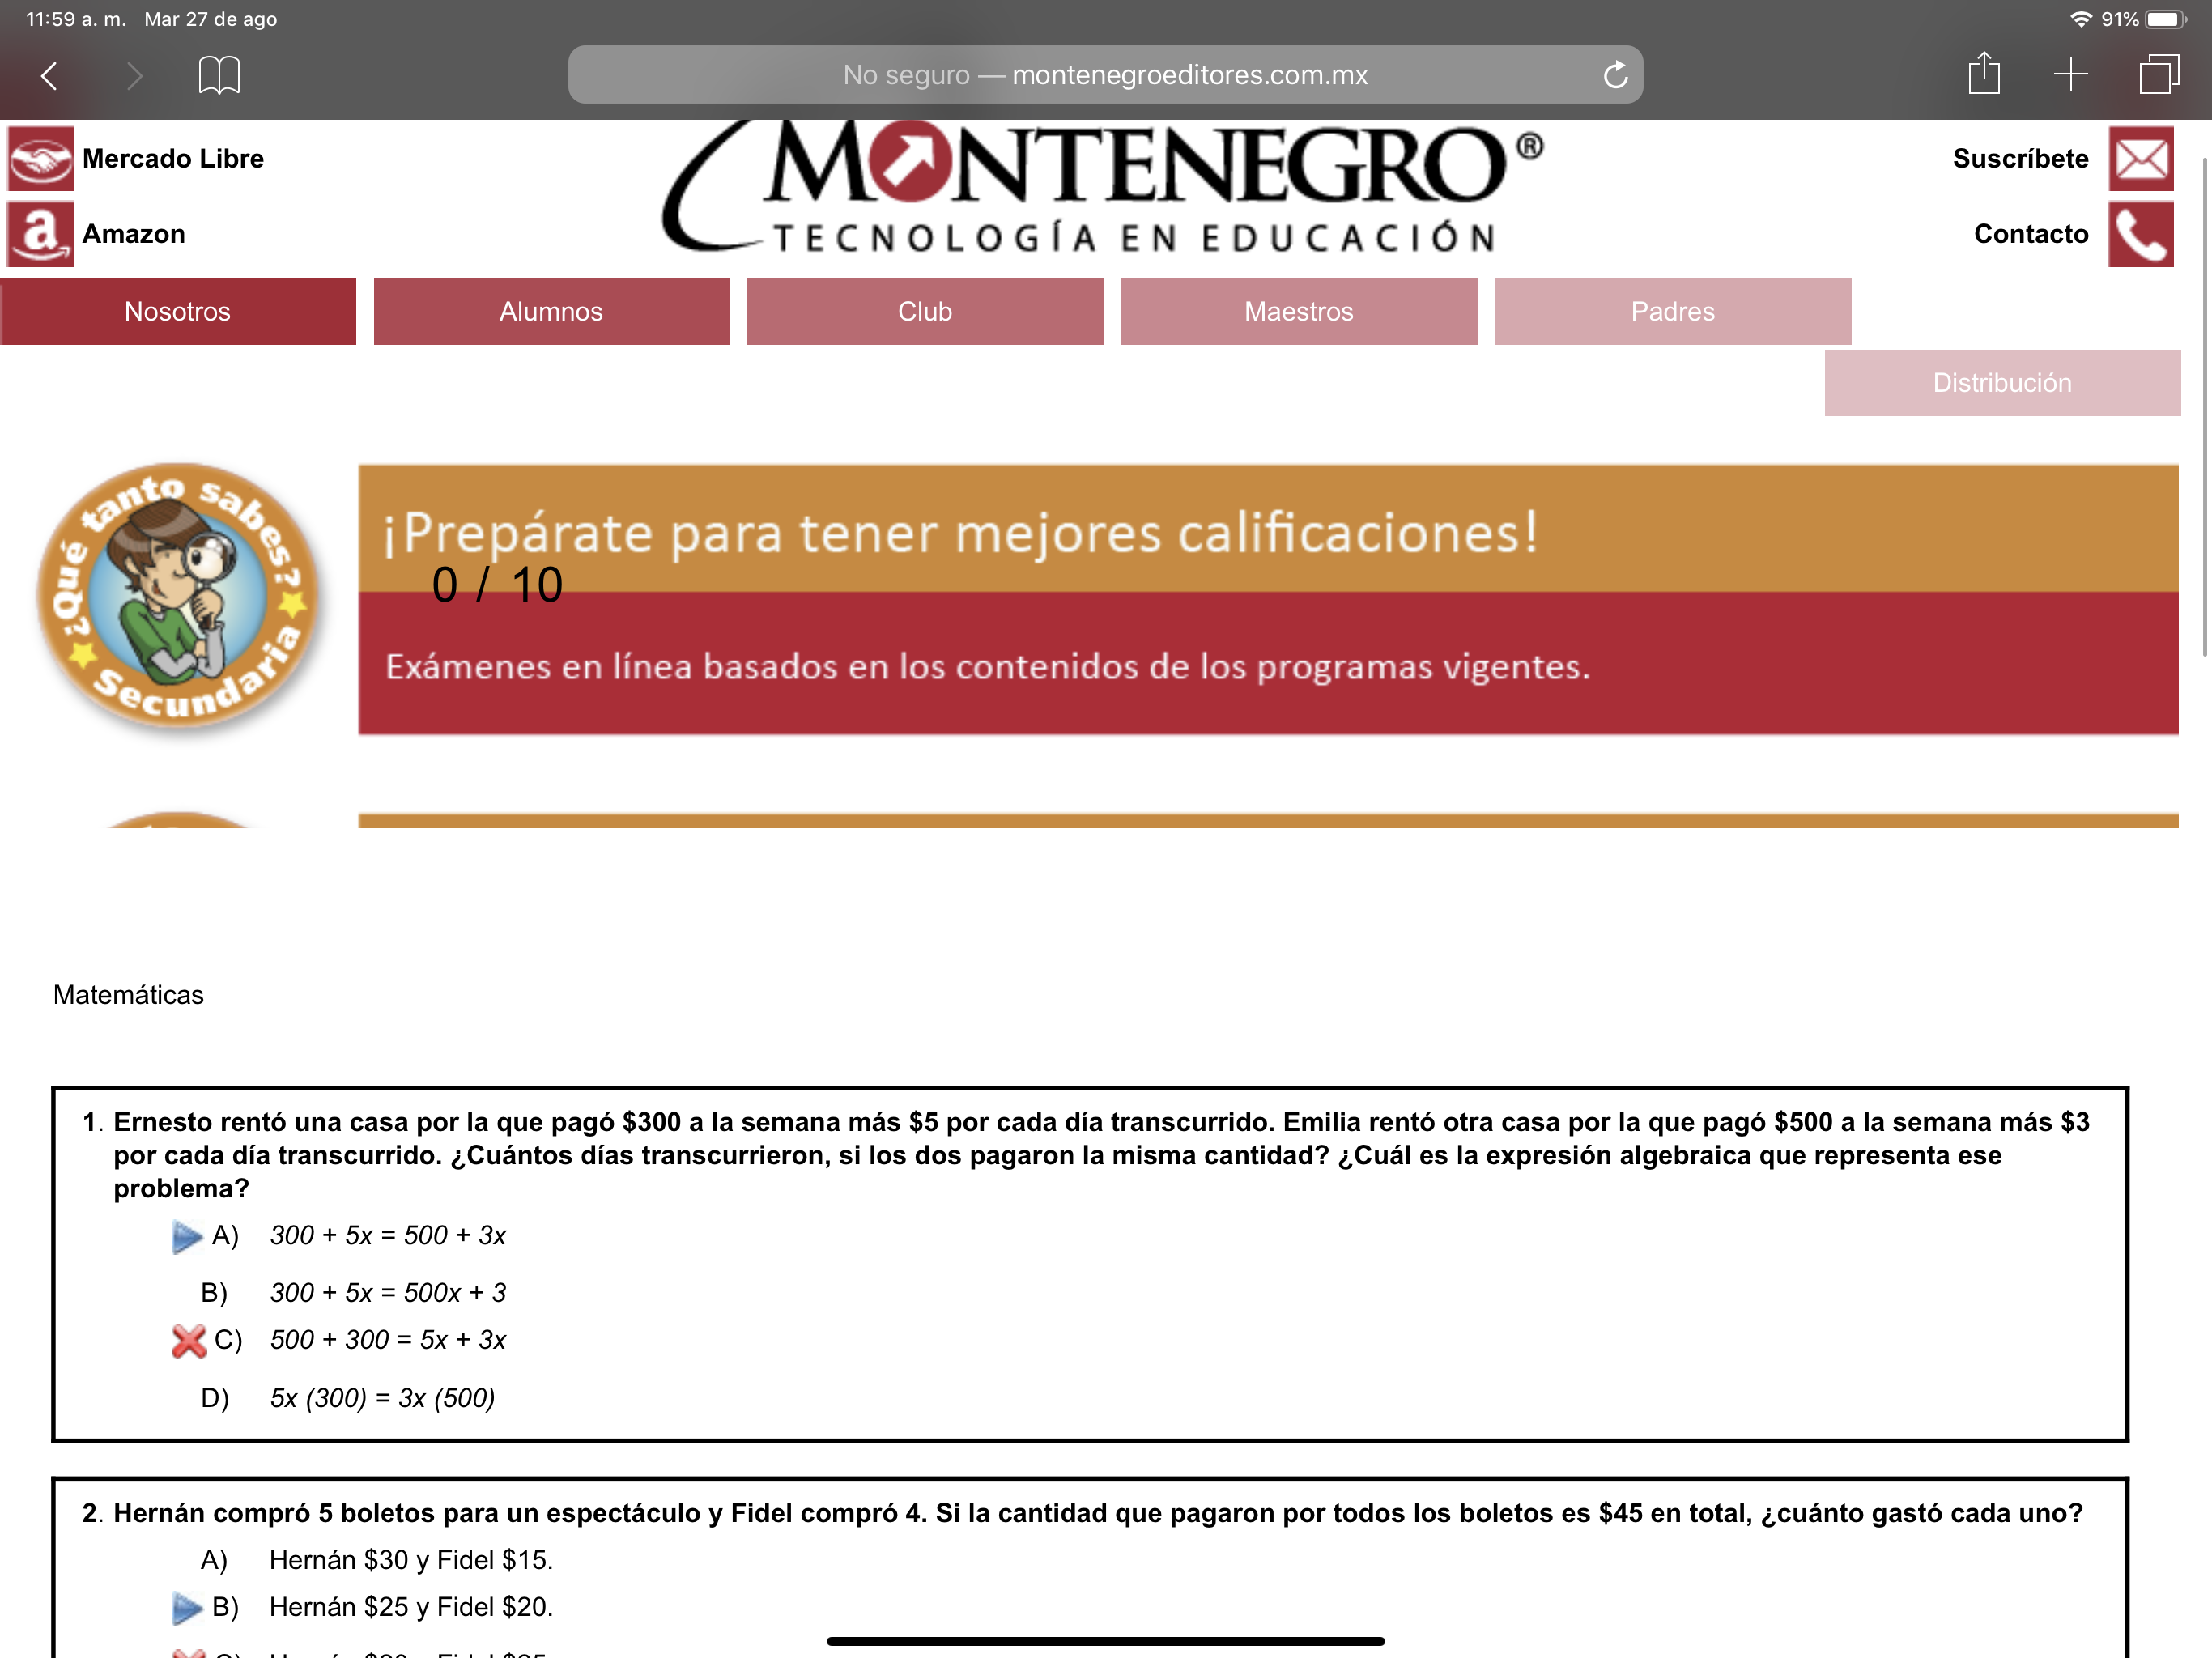 11:59 a. m. Mar 27 de ago 91%
No seguro — montenegroeditores.com.mx
Mercado Libre
MONTENEGRO®
Suscríbete
Amazon
TECNOLOGÍA EN EDUCACIÓN
Contacto
Nosotros Alumnos Club Maestros Padres
Distribución
¿Qué tanto sabes?
Secundaria
¡Prepárate para tener mejores calificaciones!
0 / 10
Exámenes en línea basados en los contenidos de los programas vigentes.
Matemáticas
1. Ernesto rentó una casa por la que pagó $300 a la semana más $5 por cada día transcurrido. Emilia rentó otra casa por la que pagó $500 a la semana más $3
por cada día transcurrido. ¿Cuántos días transcurrieron, si los dos pagaron la misma cantidad? ¿Cuál es la expresión algebraica que representa ese
problema?
A) 300 + 5x = 500 + 3x
B) 300 + 5x = 500x + 3
C) 500 + 300 = 5x + 3x
D) 5x (300) = 3x (500)
2. Hernán compró 5 boletos para un espectáculo y Fidel compró 4. Si la cantidad que pagaron por todos los boletos es $45 en total, ¿cuánto gastó cada uno?
A) Hernán $30 y Fidel $15.
B) Hernán $25 y Fidel $20.